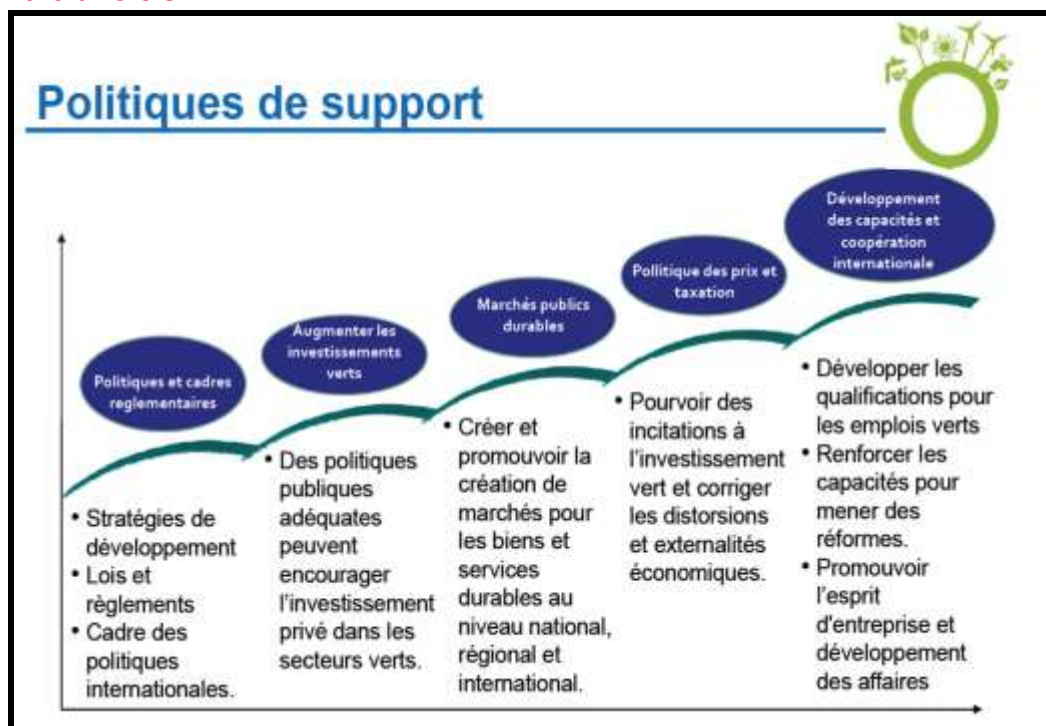 Politiques de support
Politiques et cadres
reglementaires
• Stratégies de
développement
• Lois et
règlements
• Cadre des
politiques
internationales.
Augmenter les
investissements
verts
• Des politiques
publiques
adéquates
peuvent
encourager
l'investissement
privé dans les
secteurs verts.
Marchés publics
durables
• Créer et
promouvoir la
création de
marchés pour
les biens et
services
durables au
niveau national,
régional et
international.
Pollitique des prix et
taxation
• Pourvoir des
incitations à
l'investissement
vert et corriger
les distorsions
et externalités
économiques.
Développement
des capacités et
coopération
internationale
• Développer les
qualifications pour
les emplois verts
• Renforcer les
capacités pour
mener des
réformes.
• Promouvoir
l'esprit
d'entreprise et
développement
des affaires